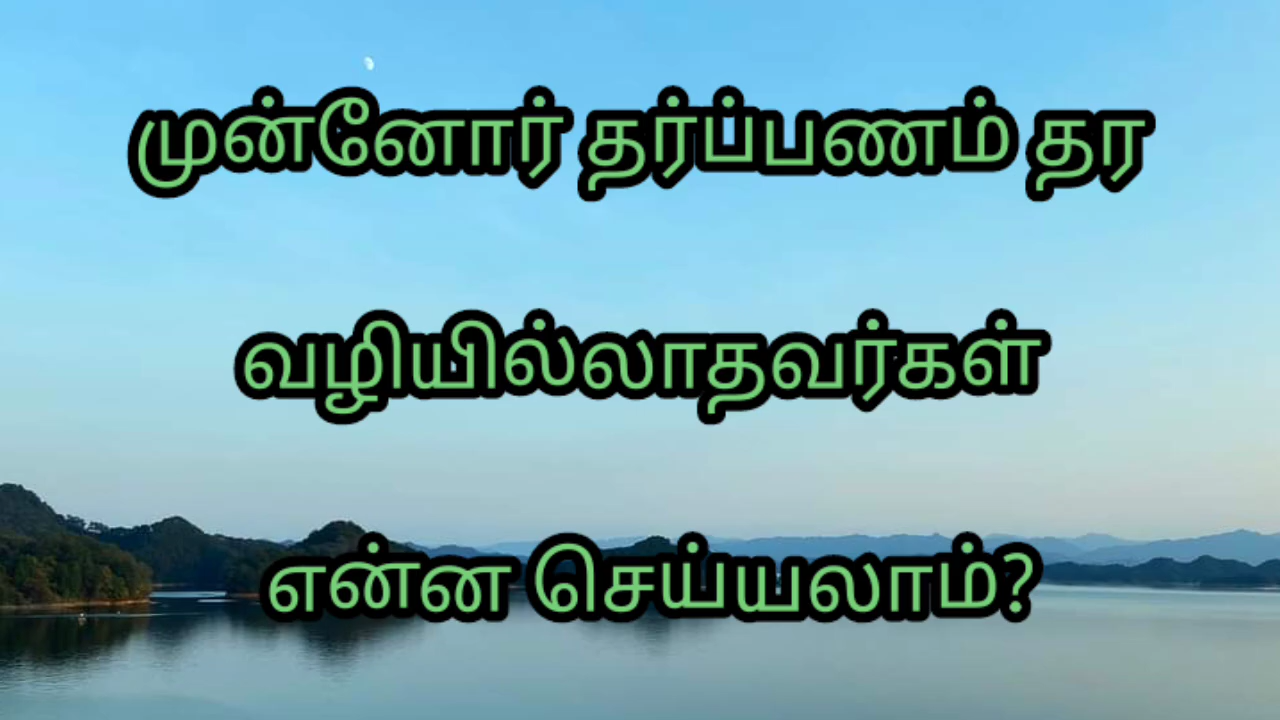 முன்னோர் தர்ப்பணம் தர
வழியில்லாதவர்கள்
என்ன செய்யலாம்?